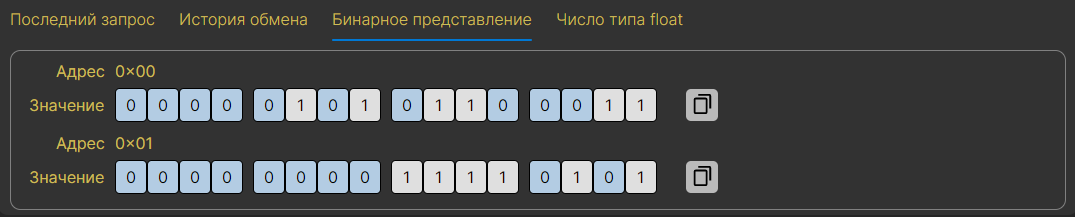 Последний запрос История обмена Бинарное представление Число типа float
Адрес 0×00
Значение 0 0 0 0 0 1 0 1 0 1 1 0 0 0 1 1
Адрес 0×01
Значение 0 0 0 0 0 0 0 0 1 1 1 1 0 1 0 1